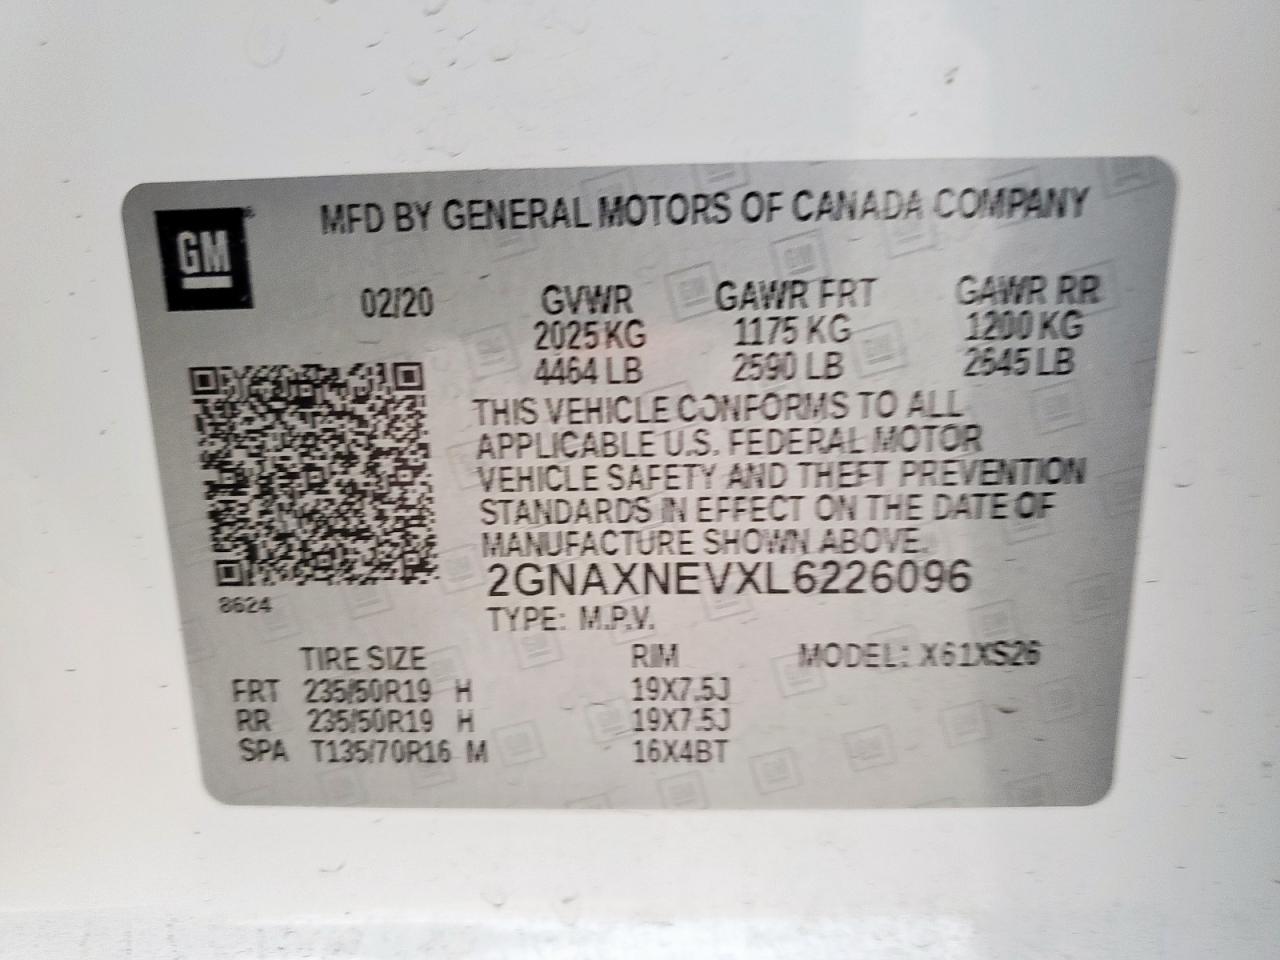 GM
MFD BY GENERAL MOTORS OF CANADA COMPANY
02/20 GVWR GAWR FRT GAWR RR
2025 KG 1175 KG 1200 KG
4464 LB 2590 LB 2645 LB
THIS VEHICLE CONFORMS TO ALL
APPLICABLE U.S. FEDERAL MOTOR
VEHICLE SAFETY AND THEFT PREVENTION
STANDARDS IN EFFECT ON THE DATE OF
MANUFACTURE SHOWN ABOVE.
2GNAXNEVXL6226096
8624
TYPE: M.P.V.
TIRE SIZE RIM MODEL: X61XS26
FRT 235/50R19 H 19X7.5J
RR 235/50R19 H 19X7.5J
SPA T135/70R16 M 16X4BT